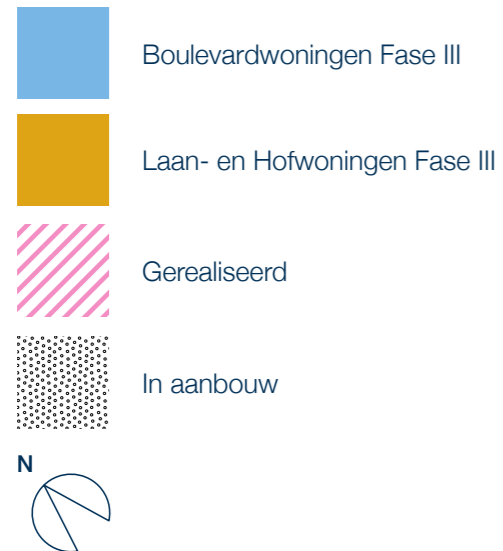 Boulevardwoningen Fase III
Laan- en Hofwoningen Fase III
Gerealiseerd
In aanbouw
N